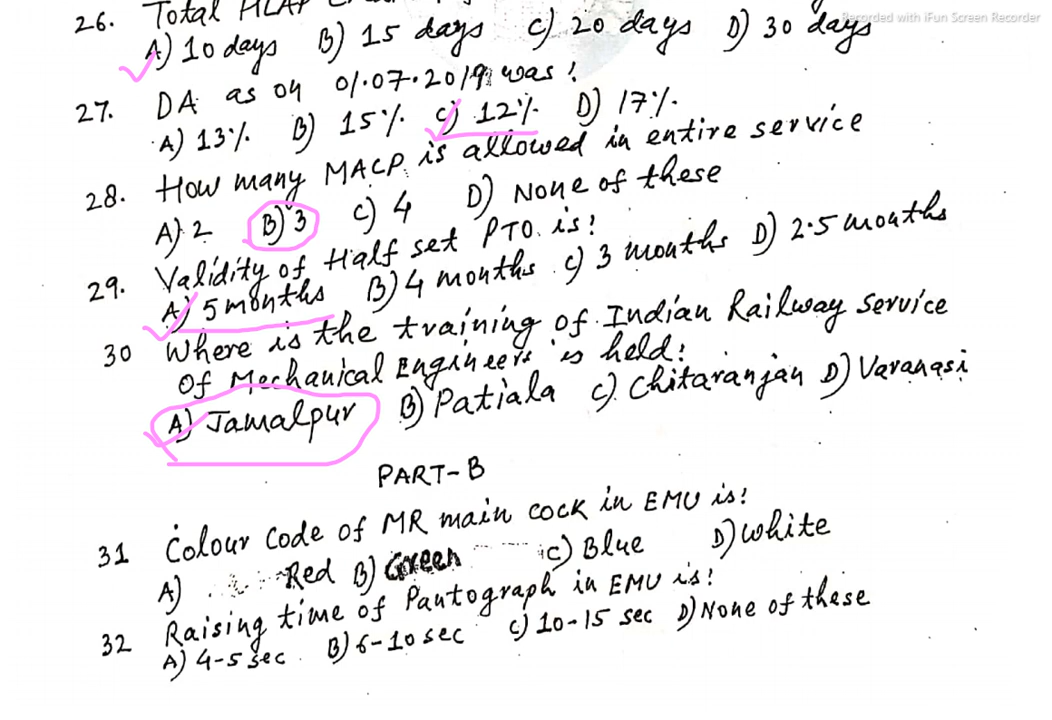 Recorded with iFun Screen Recorder
26. Total HLAP
A) 10 days B) 15 days C) 20 days D) 30 days
27. DA as on 01.07.2019 was?
A) 13% B) 15% C) 12% D) 17%
28. How many MACP is allowed in entire service
A) 2 B) 3 C) 4 D) None of these
29. Validity of Half set PTO is?
A) 5 months B) 4 months C) 3 months D) 2.5 months
30 Where is the training of Indian Railway Service
Of Mechanical Engineers is held?
A) Jamalpur B) Patiala C) Chitaranjan D) Varanasi
PART-B
31 Colour Code of MR main cock in EMU is?
A) Red B) Green C) Blue D) White
32 Raising time of Pantograph in EMU is?
A) 4-5 sec B) 6-10 sec C) 10-15 sec D) None of these